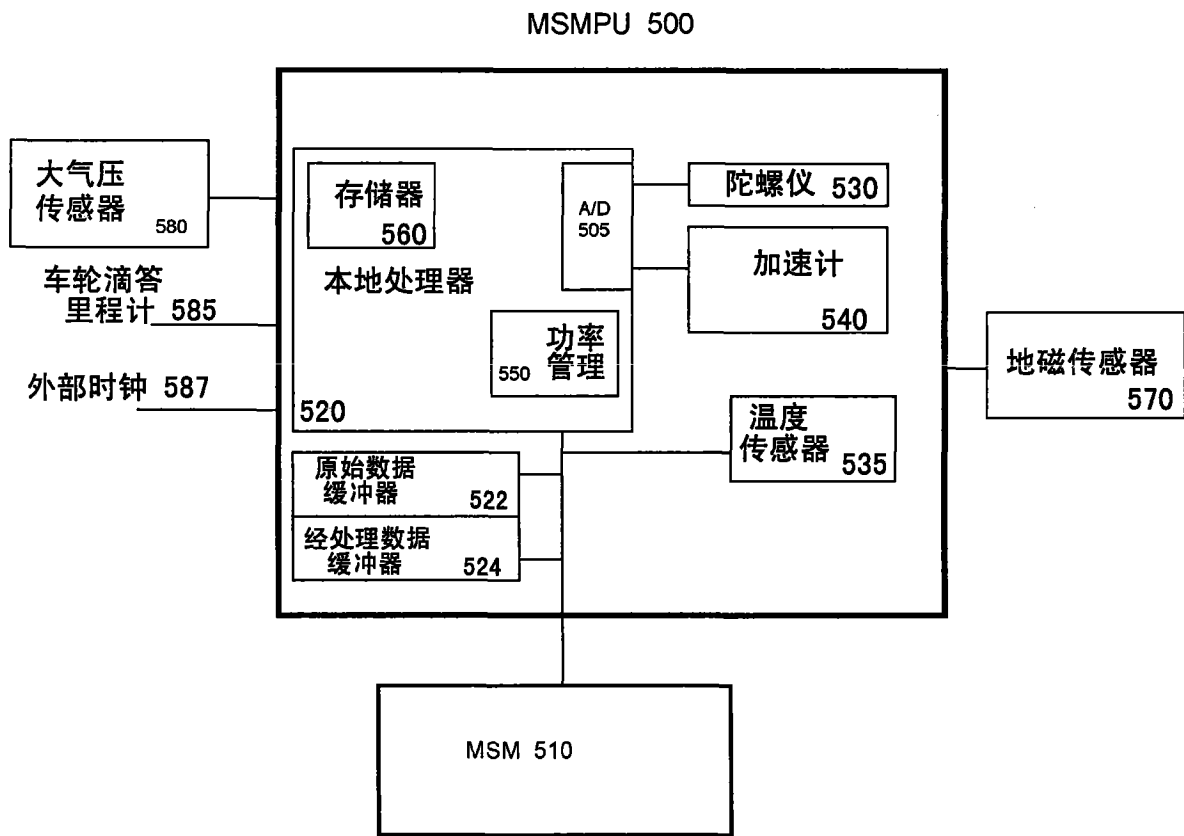 MSMPU 500
大气压
传感器
580
车轮滴答
里程计 585
外部时钟 587
存储器
560
A/D
505
本地处理器
功率
管理
550
520
陀螺仪 530
加速计
540
地磁传感器
570
温度
传感器 535
原始数据
缓冲器 522
经处理数据
缓冲器 524
MSM 510